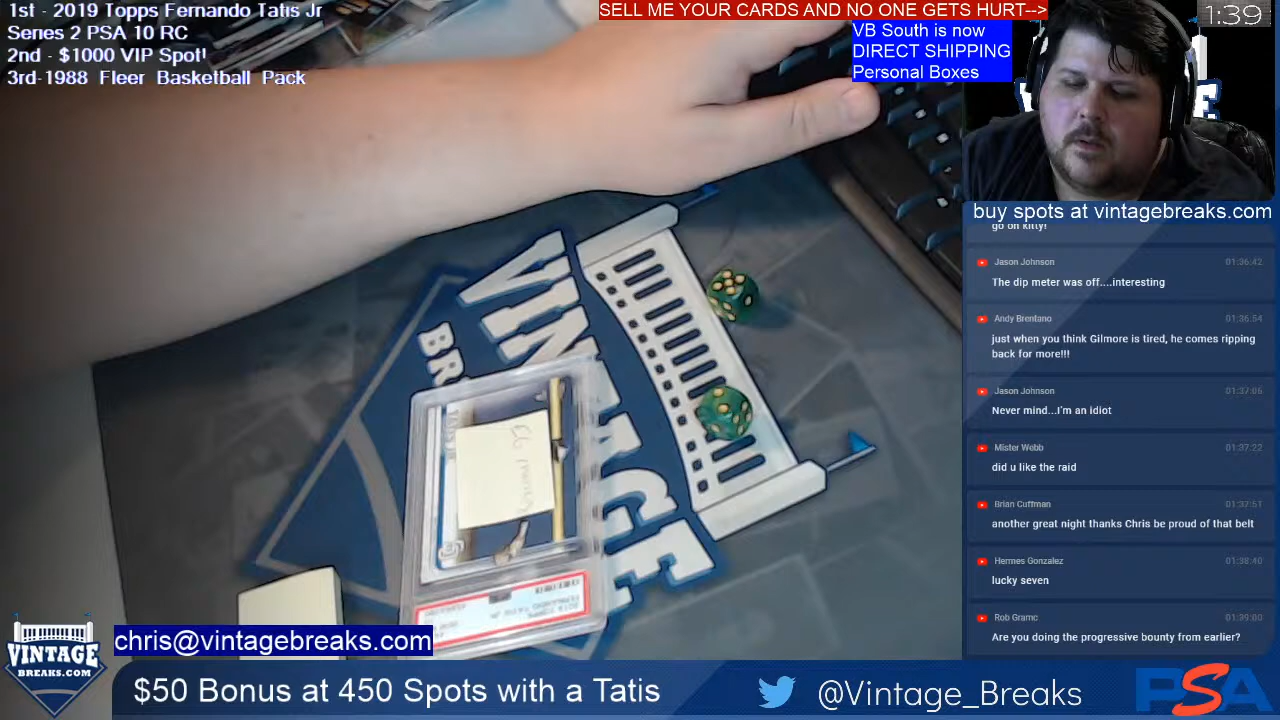 1st - 2019 Topps Fernando Tatis Jr
Series 2 PSA 10 RC
2nd - $1000 VIP Spot!
3rd-1988 Fleer Basketball Pack
SELL ME YOUR CARDS AND NO ONE GETS HURT-->
VB South is now
DIRECT SHIPPING
Personal Boxes
1:39
buy spots at vintagebreaks.com
go on kitty!
Jason Johnson 01:36:42
The dip meter was off....interesting
Andy Brentano 01:36:54
just when you think Gilmore is tired, he comes ripping
back for more!!!
Jason Johnson 01:37:06
Never mind...I'm an idiot
Mister Webb 01:37:22
did u like the raid
Brian Cuffman 01:37:51
another great night thanks Chris be proud of that belt
Hermes Gonzalez 01:38:40
lucky seven
Rob Gramc 01:39:00
Are you doing the progressive bounty from earlier?
VINTAGE
BR
chris@vintagebreaks.com
VINTAGE
BREAKS.COM
$50 Bonus at 450 Spots with a Tatis
@Vintage_Breaks
PSA